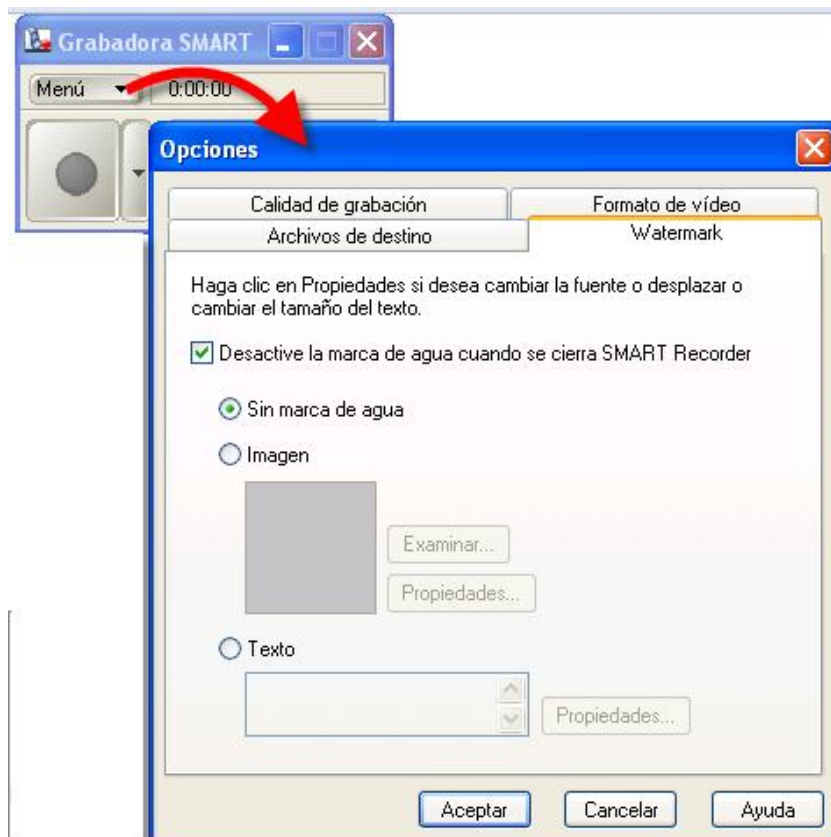 Grabadora SMART
Menú
0:00:00
Opciones
Calidad de grabación
Formato de vídeo
Archivos de destino
Watermark
Haga clic en Propiedades si desea cambiar la fuente o desplazar o
cambiar el tamaño del texto.
Desactive la marca de agua cuando se cierra SMART Recorder
Sin marca de agua
Imagen
Examinar...
Propiedades...
Texto
Propiedades...
Aceptar
Cancelar
Ayuda